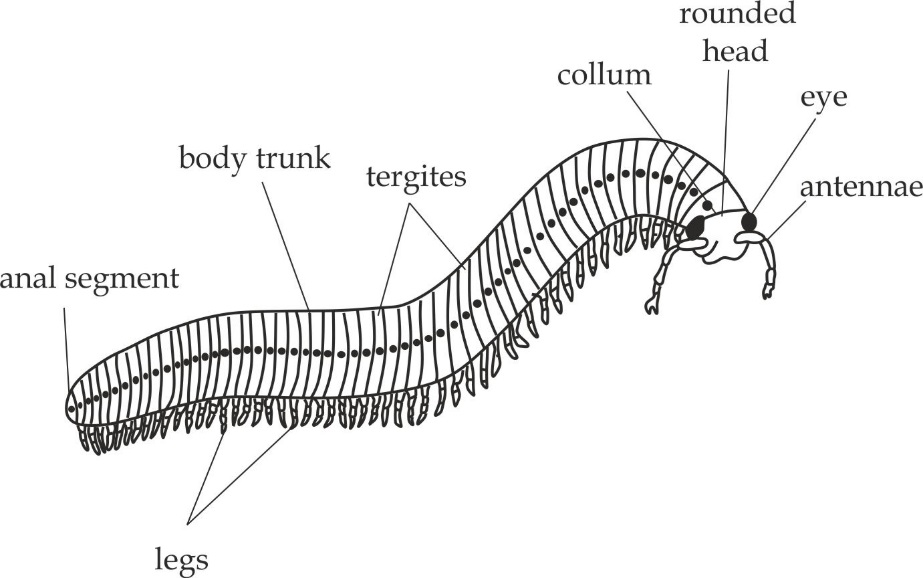 rounded
head
collum
eye
body trunk
tergites
antennae
anal segment
legs